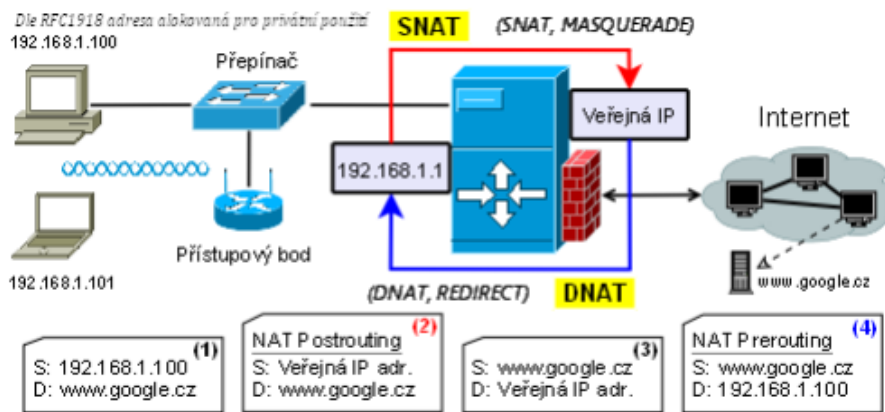 Dle RFC1918 adresa alokovaná pro privátní použití
192.168.1.100
SNAT
(SNAT, MASQUERADE)
Přepínač
Veřejná IP
Internet
192.168.1.1
Přístupový bod
192.168.1.101
(DNAT, REDIRECT)
DNAT
www.google.cz
(1)
S: 192.168.1.100
D: www.google.cz
(2)
NAT Postrouting
S: Veřejná IP adr.
D: www.google.cz
(3)
S: www.google.cz
D: Veřejná IP adr.
(4)
NAT Prerouting
S: www.google.cz
D: 192.168.1.100